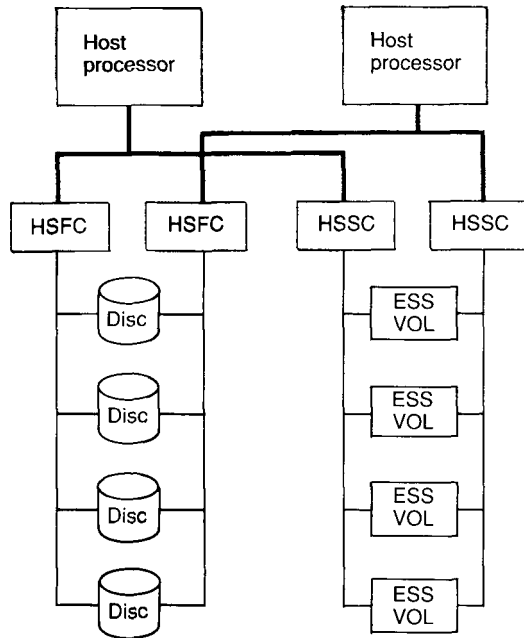 Host
processor
Host
processor
HSFC
HSFC
HSSC
HSSC
Disc
ESS
VOL
Disc
ESS
VOL
Disc
ESS
VOL
Disc
ESS
VOL